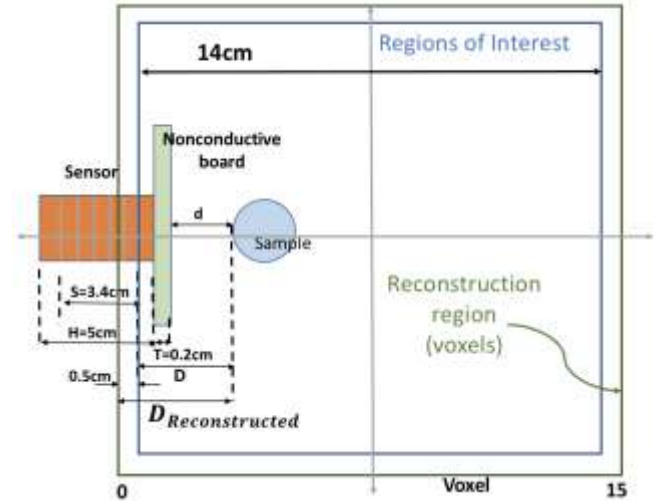 Regions of Interest
14cm
Nonconductive
board
Sensor
d
Sample
S=3.4cm
Reconstruction
region
(voxels)
H=5cm
T=0.2cm
0.5cm
D
D_Reconstructed
0
Voxel
15